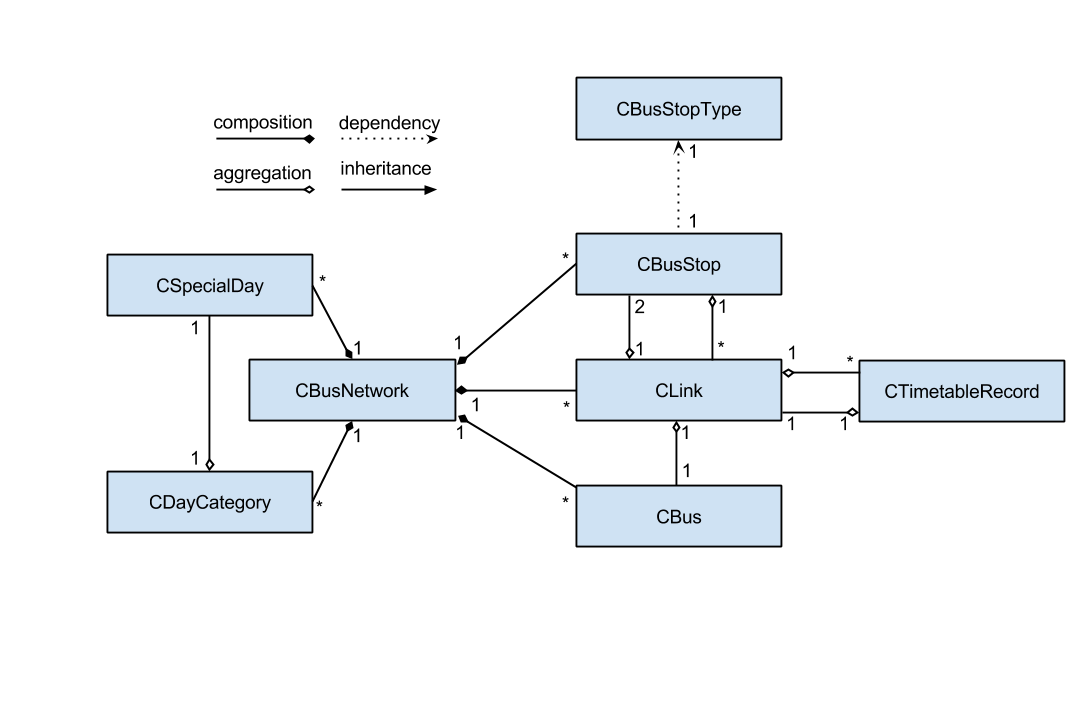 CBusStopType
composition
dependency
1
aggregation
inheritance
1
CBusStop
*
CSpecialDay
*
2
1
1
1
1
1
*
1
*
CBusNetwork
CLink
CTimetableRecord
1
*
1
1
1
1
1
1
1
CDayCategory
*
*
CBus